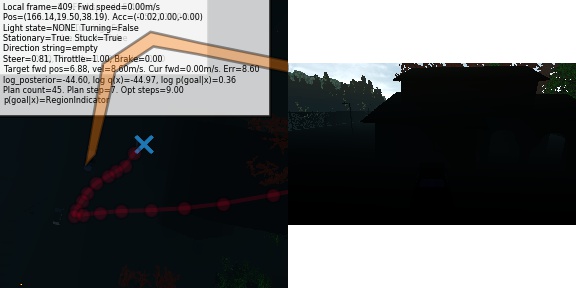 Local frame=409. Fwd speed=0.00m/s
Pos=(166.14,19.50,38.19). Acc=(-0.02,0.00,-0.00)
Light state=NONE. Turning=False
Stationary=True. Stuck=True
Direction string=empty
Steer=0.81, Throttle=1.00, Brake=0.00
Target fwd pos=6.88, vel=8.60m/s. Cur fwd=0.00m/s. Err=8.60
log_posterior=-44.60, log q(x)=-44.97, log p(goal|x)=0.36
Plan count=45. Plan step=7. Opt steps=9.00
p(goal|x)=RegionIndicator